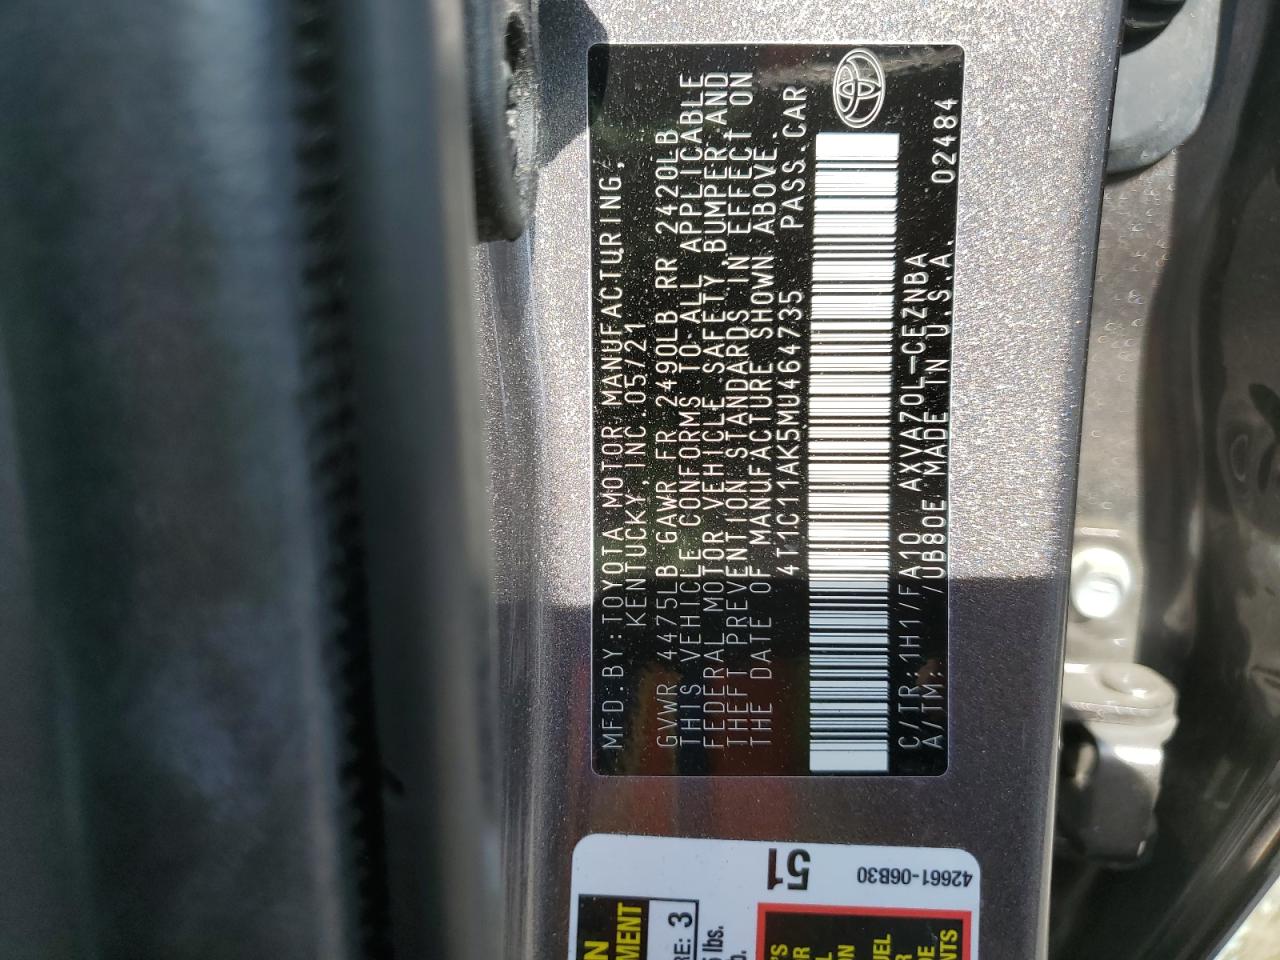 MFD.BY:TOYOTA MOTOR MANUFACTURING,
KENTUCKY, INC.05/21
GVWR 4475LB GAWR FR 2490LB RR 2420LB
THIS VEHICLE CONFORMS TO ALL APPLICABLE
FEDERAL MOTOR VEHICLE SAFETY, BUMPER, AND
THEFT PREVENTION STANDARDS IN EFFECT ON
THE DATE OF MANUFACTURE SHOWN ABOVE.
4T1C11AK5MU464735 PASS.CAR
C/TR:1H1/FA10 AXVA70L-CEZNBA
A/TM: /UB80E MADE IN U.S.A. 02484
51
42661-06B30
3
lbs.